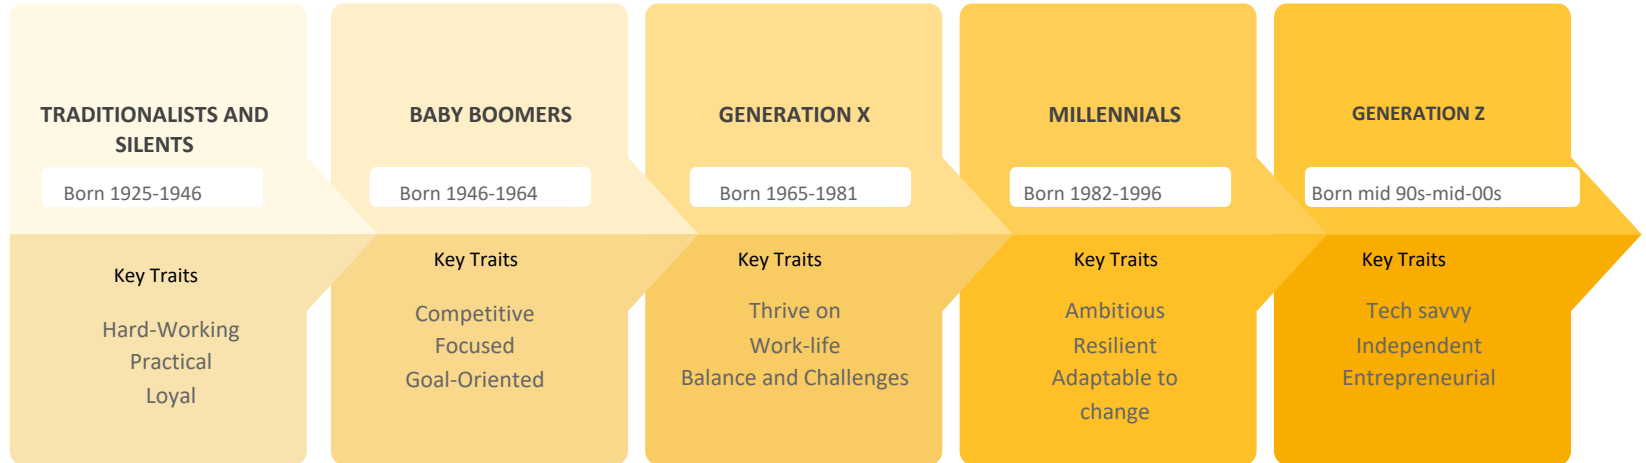 TRADITIONALISTS AND
SILENTS
Born 1925-1946
Key Traits
Hard-Working
Practical
Loyal
BABY BOOMERS
Born 1946-1964
Key Traits
Competitive
Focused
Goal-Oriented
GENERATION X
Born 1965-1981
Key Traits
Thrive on
Work-life
Balance and Challenges
MILLENNIALS
Born 1982-1996
Key Traits
Ambitious
Resilient
Adaptable to
change
GENERATION Z
Born mid 90s-mid-00s
Key Traits
Tech savvy
Independent
Entrepreneurial